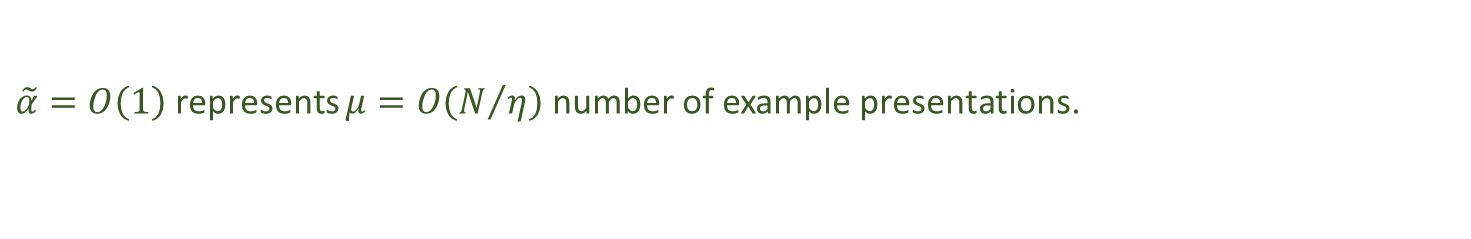 α̃ = O(1) represents μ = O(N/η) number of example presentations.